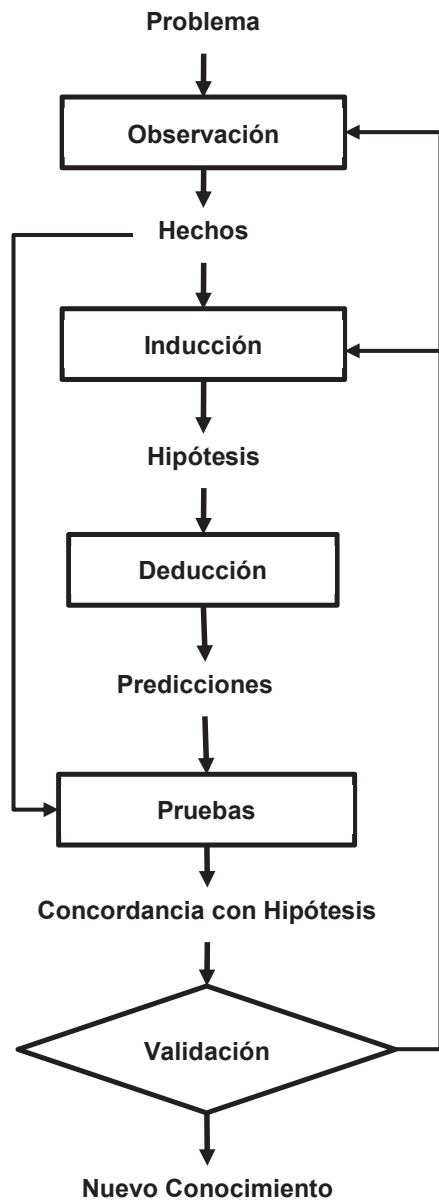 Problema
Observación
Hechos
Inducción
Hipótesis
Deducción
Predicciones
Pruebas
Concordancia con Hipótesis
Validación
Nuevo Conocimiento